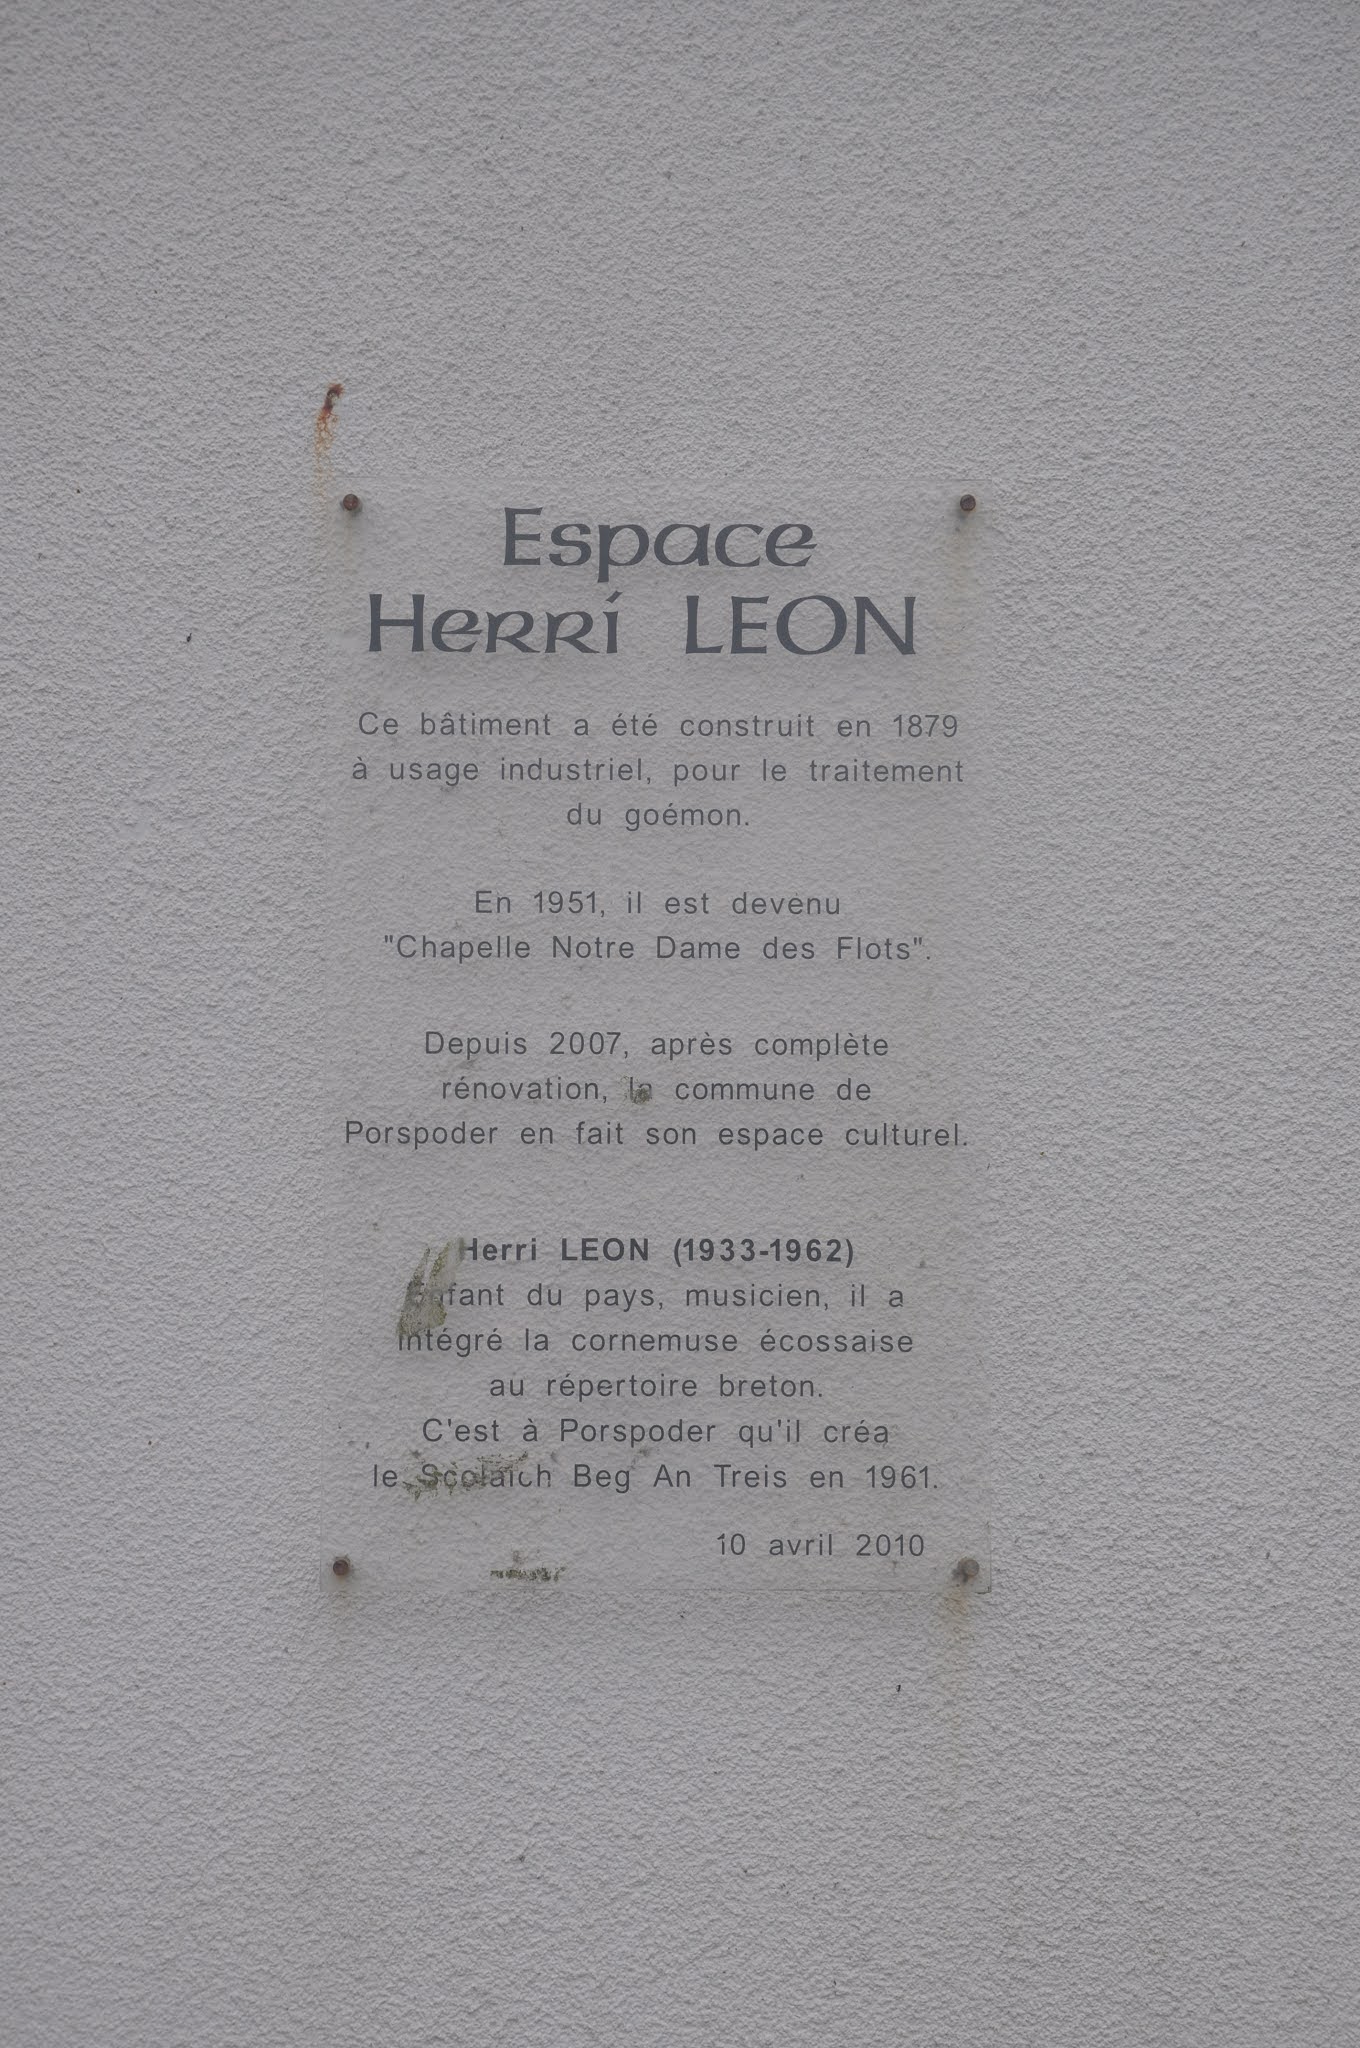 Espace
Herri LEON
Ce bâtiment a été construit en 1879
à usage industriel, pour le traitement
du goémon.
En 1951, il est devenu
"Chapelle Notre Dame des Flots".
Depuis 2007, après complète
rénovation, la commune de
Porspoder en fait son espace culturel.
Herri LEON (1933-1962)
Enfant du pays, musicien, il a
intégré la cornemuse écossaise
au répertoire breton.
C'est à Porspoder qu'il créa
le Scolaich Beg An Treis en 1961.
10 avril 2010